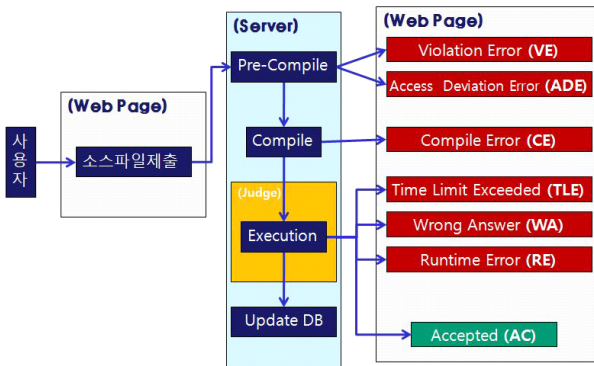 (Server)
(Web Page)
Pre-Compile
Violation Error (VE)
Access Deviation Error (ADE)
(Web Page)
사용자
소스파일제출
Compile
Compile Error (CE)
(Judge)
Execution
Time Limit Exceeded (TLE)
Wrong Answer (WA)
Runtime Error (RE)
Update DB
Accepted (AC)